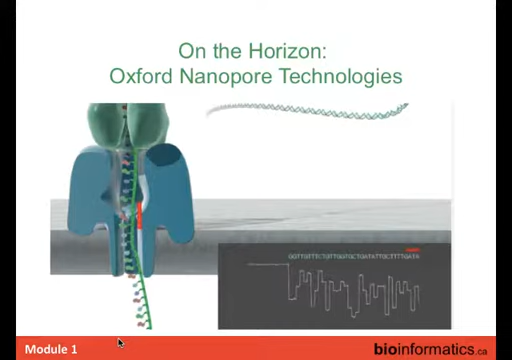 On the Horizon:
Oxford Nanopore Technologies
Module 1
bioinformatics.ca